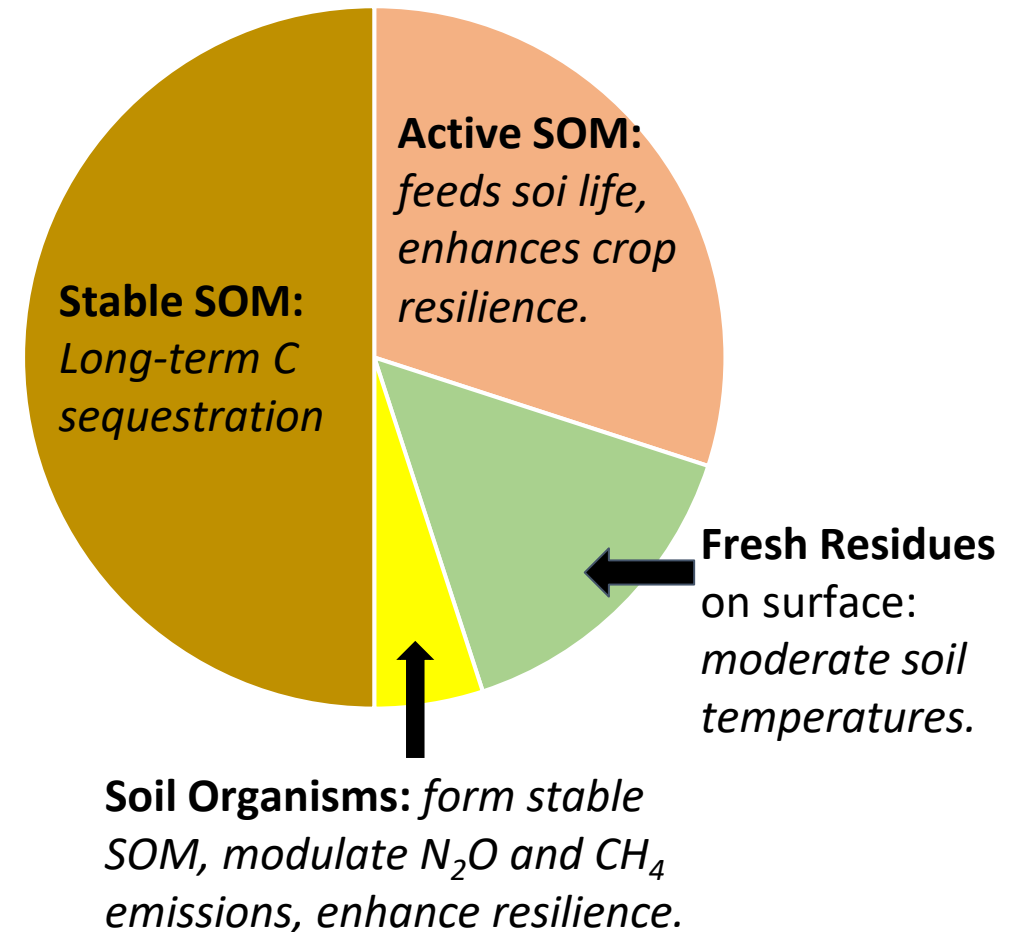 Active SOM:
feeds soi life,
enhances crop
resilience.
Stable SOM:
Long-term C
sequestration
Fresh Residues
on surface:
moderate soil
temperatures.
Soil Organisms: form stable
SOM, modulate N₂O and CH₄
emissions, enhance resilience.